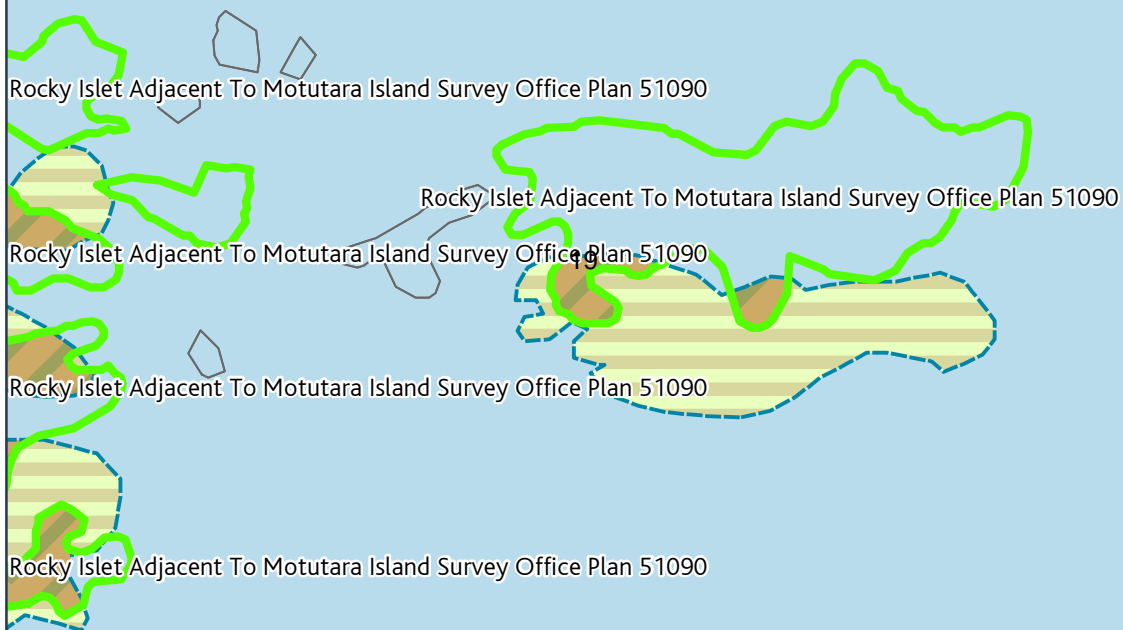 Rocky Islet Adjacent To Motutara Island Survey Office Plan 51090
Rocky Islet Adjacent To Motutara Island Survey Office Plan 51090
Rocky Islet Adjacent To Motutara Island Survey Office Plan 51090
19
Rocky Islet Adjacent To Motutara Island Survey Office Plan 51090
Rocky Islet Adjacent To Motutara Island Survey Office Plan 51090